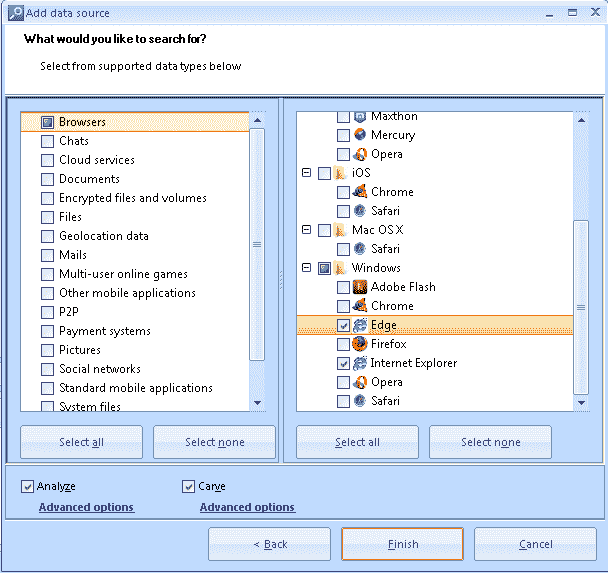 Add data source
What would you like to search for?
Select from supported data types below
Browsers
Chats
Cloud services
Documents
Encrypted files and volumes
Files
Geolocation data
Mails
Multi-user online games
Other mobile applications
P2P
Payment systems
Pictures
Social networks
Standard mobile applications
System files
Maxthon
Mercury
Opera
iOS
Chrome
Safari
Mac OS X
Safari
Windows
Adobe Flash
Chrome
Edge
Firefox
Internet Explorer
Opera
Safari
Select all
Select none
Select all
Select none
Analyze
Carve
Advanced options
Advanced options
< Back
Finish
Cancel